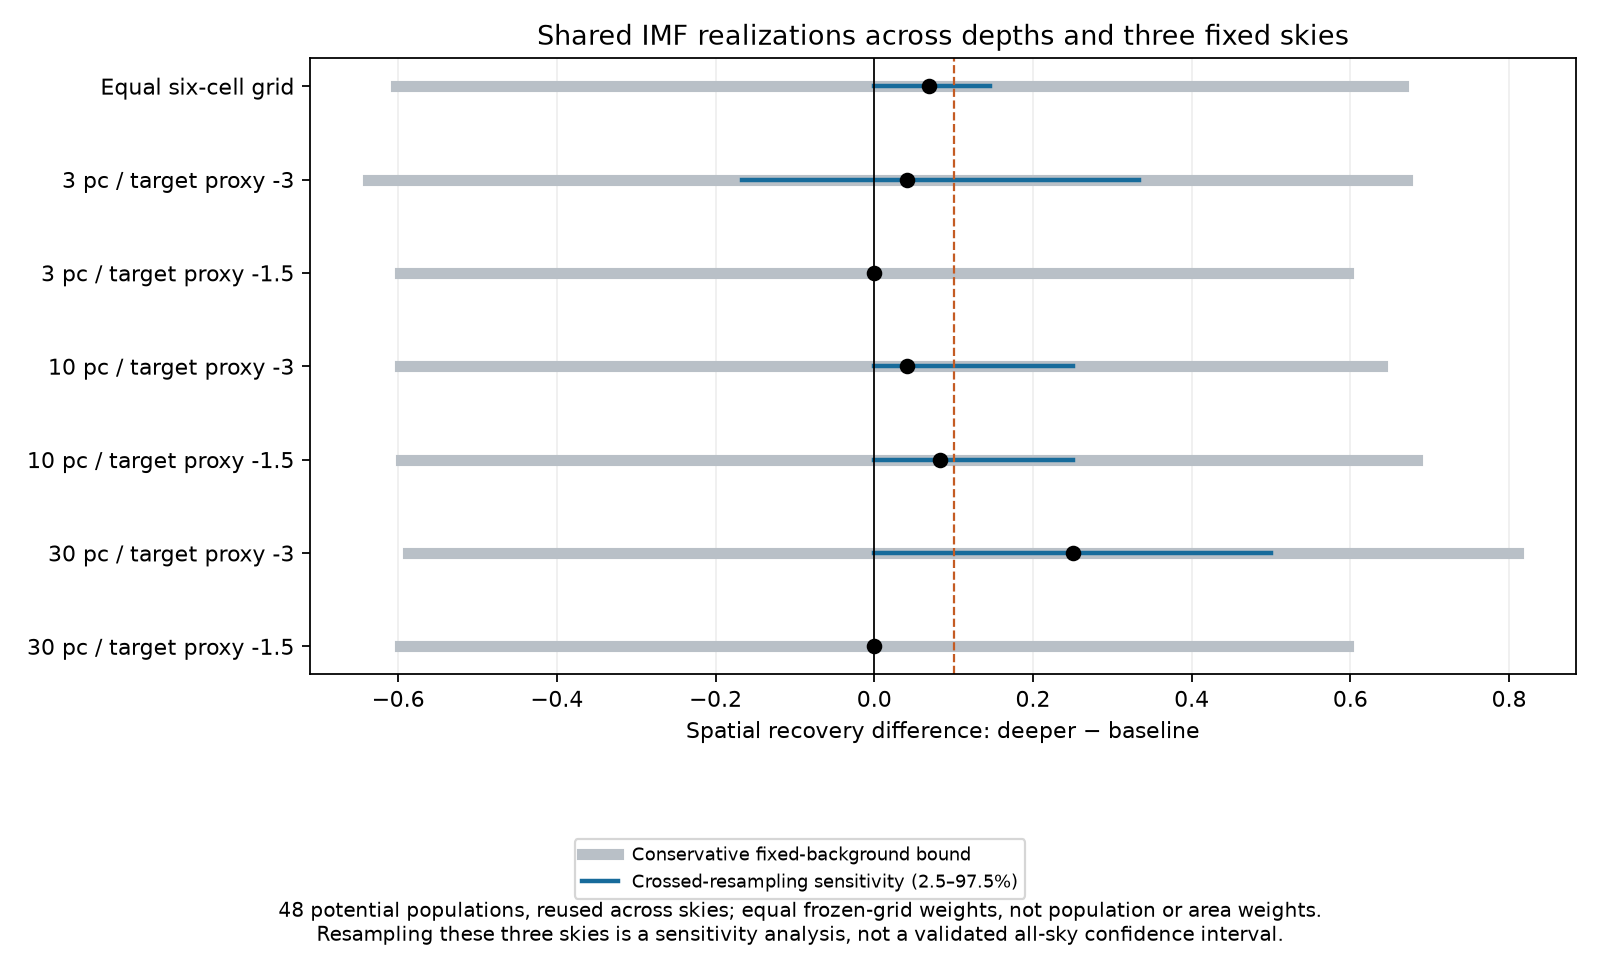 Shared IMF realizations across depths and three fixed skies
Equal six-cell grid
3 pc / target proxy -3
3 pc / target proxy -1.5
10 pc / target proxy -3
10 pc / target proxy -1.5
30 pc / target proxy -3
30 pc / target proxy -1.5
−0.6 −0.4 −0.2 0.0 0.2 0.4 0.6 0.8
Spatial recovery difference: deeper − baseline
Conservative fixed-background bound
Crossed-resampling sensitivity (2.5–97.5%)
48 potential populations, reused across skies; equal frozen-grid weights, not population or area weights.
Resampling these three skies is a sensitivity analysis, not a validated all-sky confidence interval.